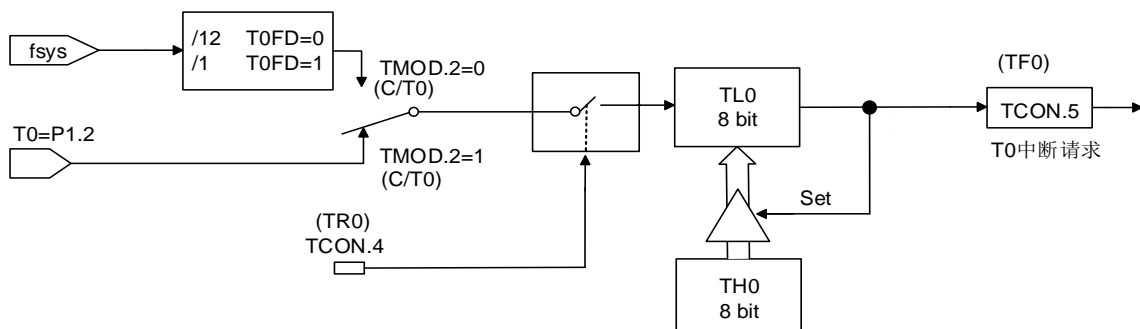 fsys
/12 T0FD=0
/1 T0FD=1
TMOD.2=0
(C/T0)
T0=P1.2
TMOD.2=1
(C/T0)
(TR0)
TCON.4
TL0
8 bit
(TF0)
TCON.5
T0中断请求
Set
TH0
8 bit